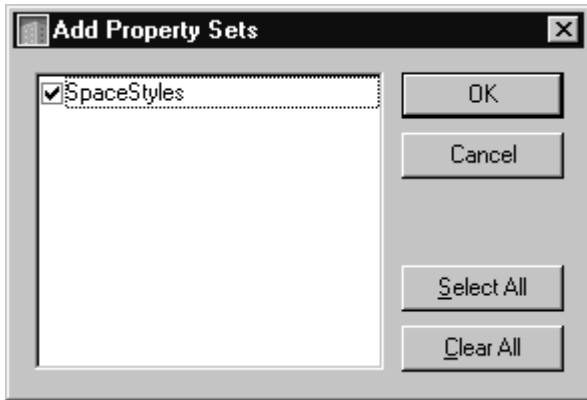 Add Property Sets
SpaceStyles
OK
Cancel
Select All
Clear All